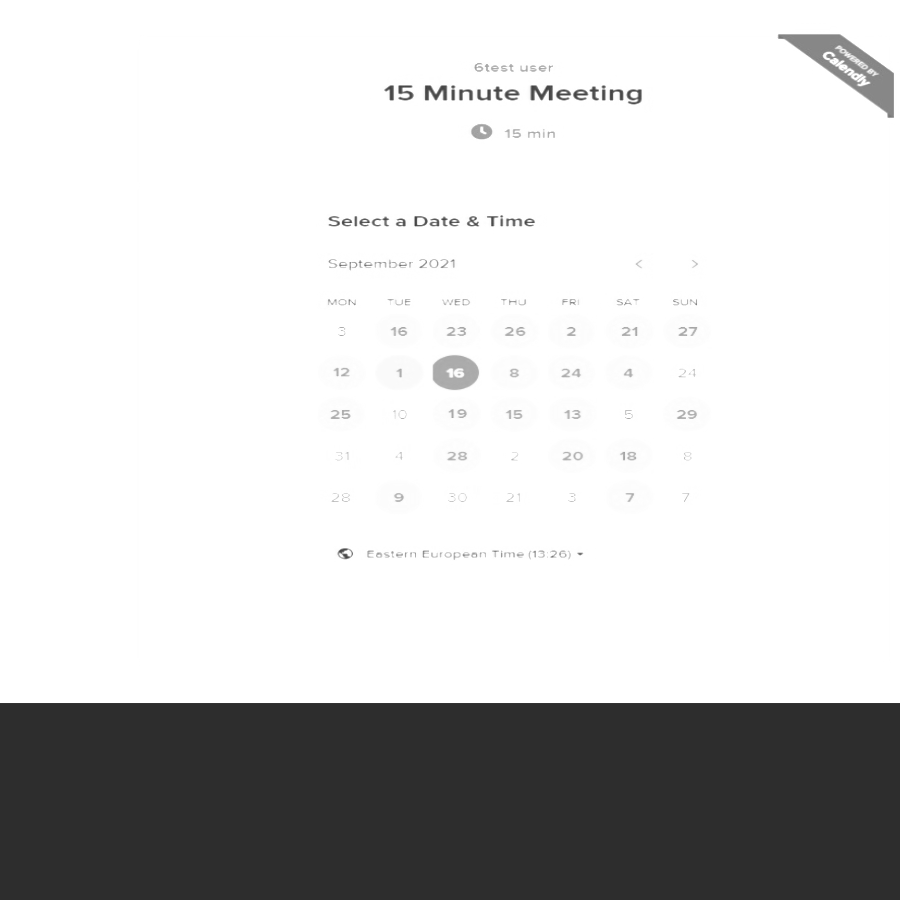 POWERED BY
Calendly
6test user
15 Minute Meeting
15 min
Select a Date & Time
September 2021
< >
MON TUE WED THU FRI SAT SUN
3 16 23 26 2 21 27
12 1 16 8 24 4 24
25 10 19 15 13 5 29
31 4 28 2 20 18 8
28 9 30 21 3 7 7
Eastern European Time (13:26)